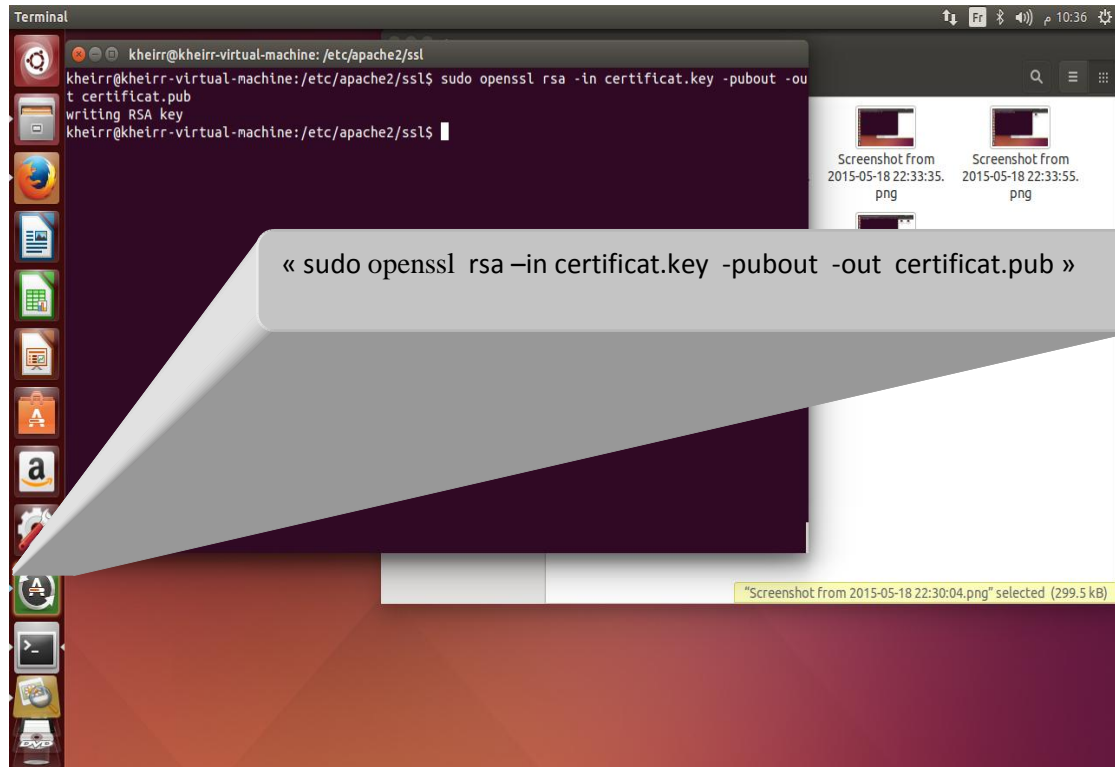 Terminal
Fr
م 10:36
kheirr@kheirr-virtual-machine: /etc/apache2/ssl
kheirr@kheirr-virtual-machine:/etc/apache2/ssl$ sudo openssl rsa -in certificat.key -pubout -ou
t certificat.pub
writing RSA key
kheirr@kheirr-virtual-machine:/etc/apache2/ssl$
Screenshot from
2015-05-18 22:33:35.
png
Screenshot from
2015-05-18 22:33:55.
png
« sudo openssl rsa –in certificat.key -pubout -out certificat.pub »
"Screenshot from 2015-05-18 22:30:04.png" selected (299.5 kB)
a
DVD